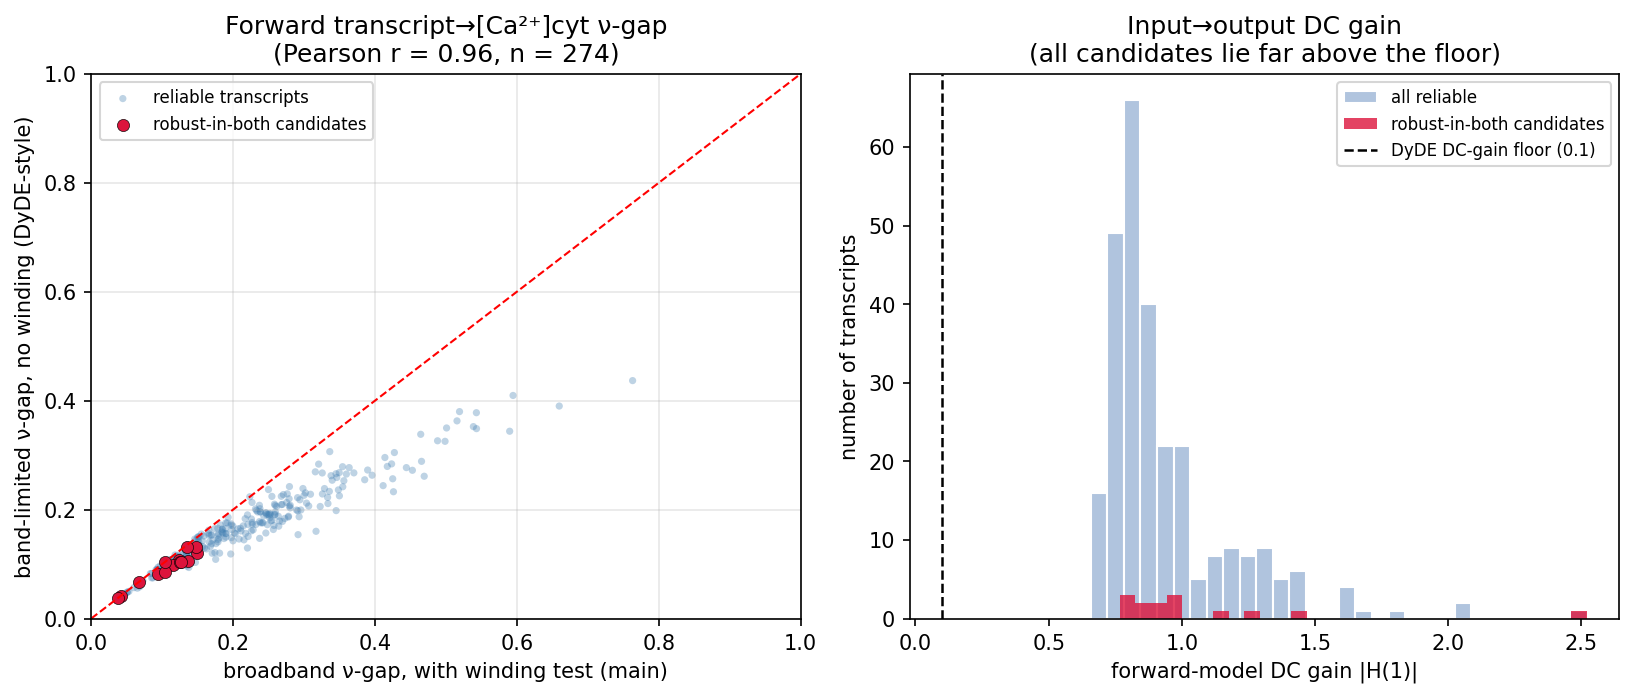 Forward transcript→[Ca²⁺]cyt ν-gap
(Pearson r = 0.96, n = 274)
reliable transcripts
robust-in-both candidates
1.0
0.8
0.6
0.4
0.2
0.0
band-limited ν-gap, no winding (DyDE-style)
0.0 0.2 0.4 0.6 0.8 1.0
broadband ν-gap, with winding test (main)
Input→output DC gain
(all candidates lie far above the floor)
all reliable
robust-in-both candidates
DyDE DC-gain floor (0.1)
60
50
40
30
20
10
0
number of transcripts
0.0 0.5 1.0 1.5 2.0 2.5
forward-model DC gain |H(1)|